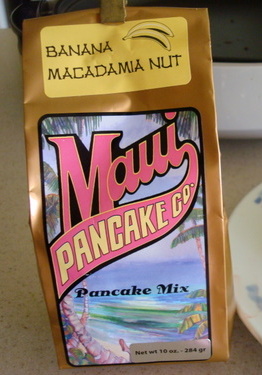 BANANA
MACADAMIA NUT
Maui
PANCAKE CO.
Pancake Mix
Net wt 10 oz. - 284 gr